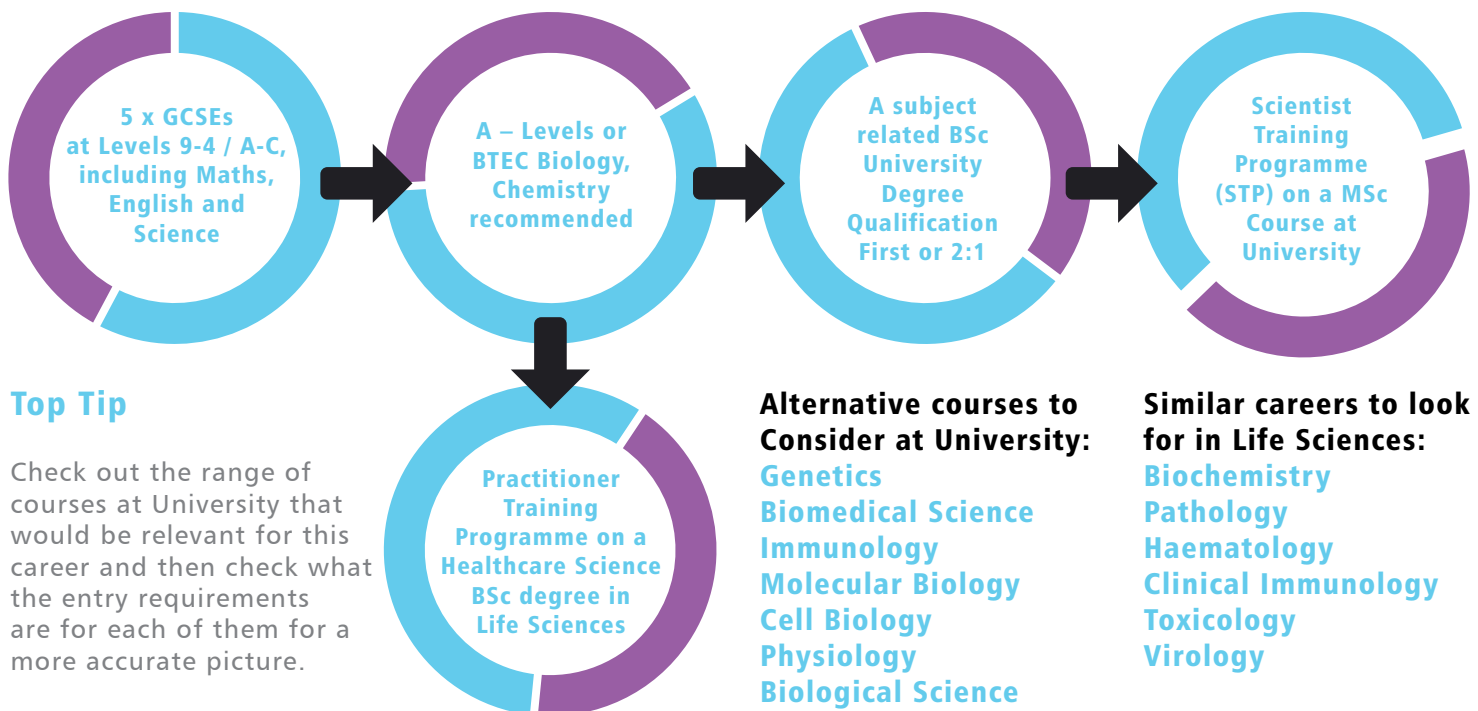 5 x GCSEs
at Levels 9-4 / A-C,
including Maths,
English and
Science
A – Levels or
BTEC Biology,
Chemistry
recommended
A subject
related BSc
University
Degree
Qualification
First or 2:1
Scientist
Training
Programme
(STP) on a MSc
Course at
University
Practitioner
Training
Programme on a
Healthcare Science
BSc degree in
Life Sciences
Top Tip
Check out the range of
courses at University that
would be relevant for this
career and then check what
the entry requirements
are for each of them for a
more accurate picture.
Alternative courses to
Consider at University:
Genetics
Biomedical Science
Immunology
Molecular Biology
Cell Biology
Physiology
Biological Science
Similar careers to look
for in Life Sciences:
Biochemistry
Pathology
Haematology
Clinical Immunology
Toxicology
Virology